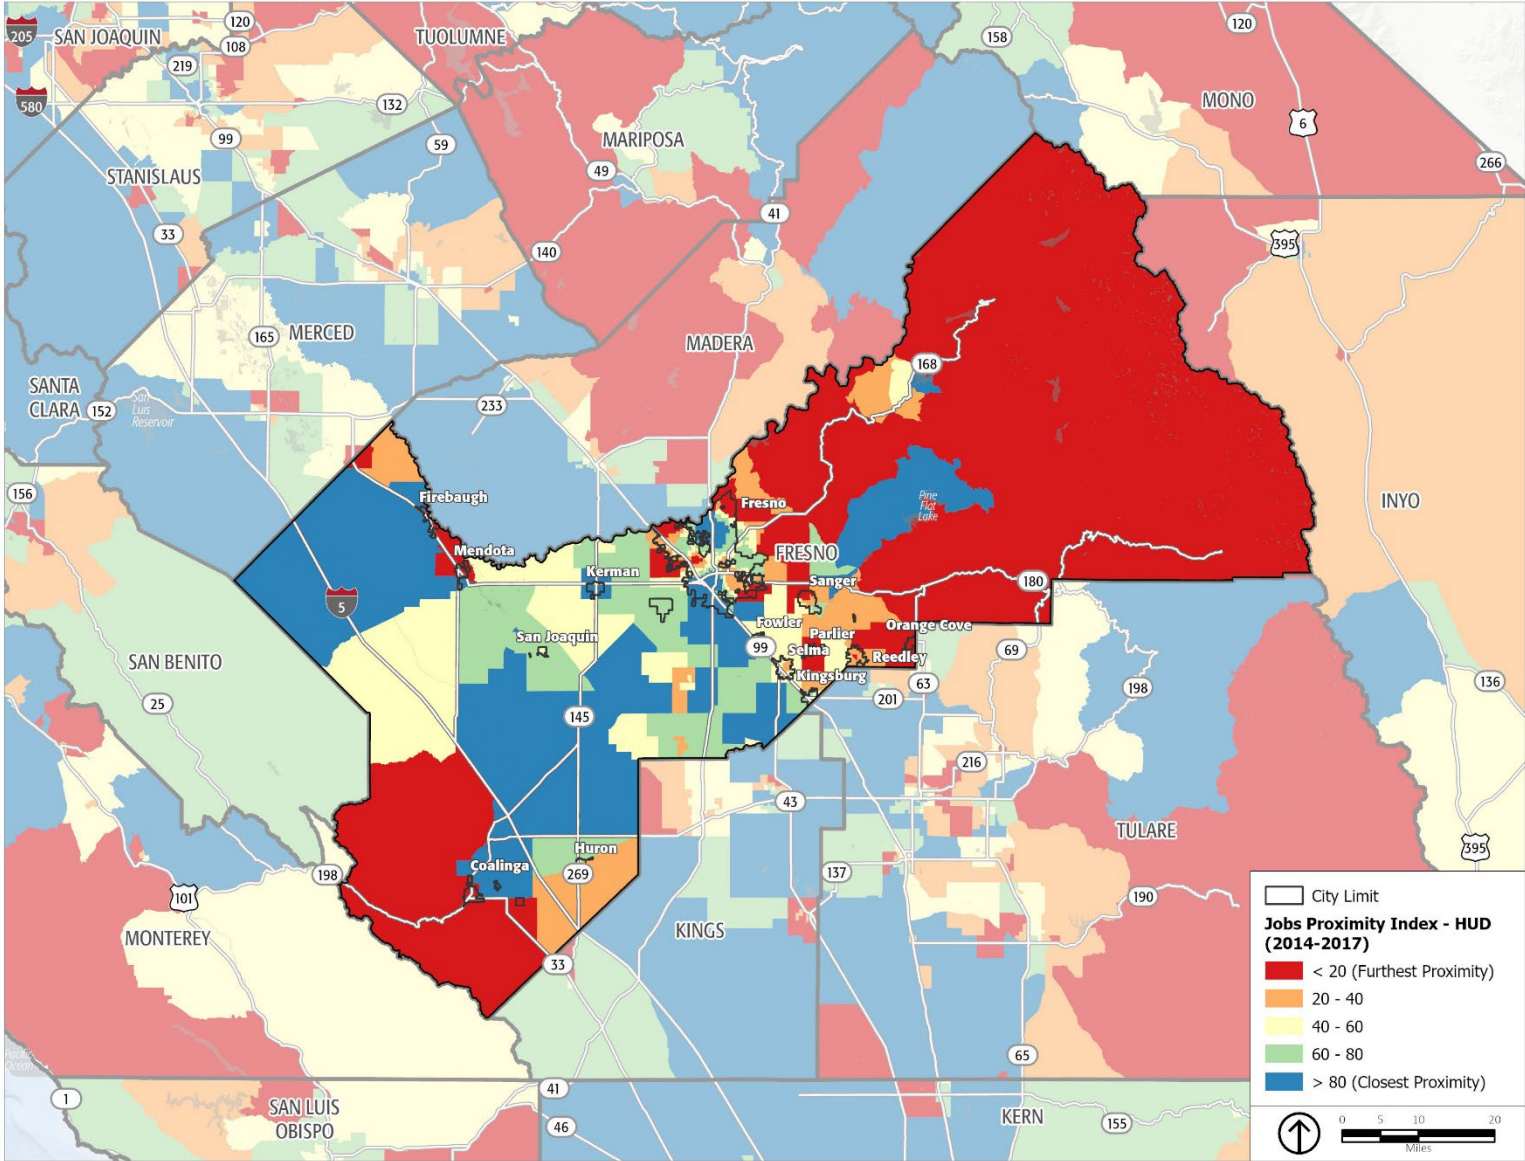 205
SAN JOAQUIN
120
108
TUOLUMNE
158
120
219
580
132
MONO
6
99
59
MARIPOSA
49
266
STANISLAUS
33
41
140
395
165
MERCED
MADERA
SANTA
CLARA
152
San
Luis
Reservoir
233
168
156
Firebaugh
Fresno
Pine
Flat
Lake
INYO
Mendota
FRESNO
Kerman
Sanger
180
5
Fowler
Orange Cove
San Joaquin
Parlier
99
Selma
Reedley
69
SAN BENITO
Kingsburg
63
198
136
25
201
145
216
43
TULARE
395
Huron
Coalinga
198
269
137
101
190
MONTEREY
KINGS
33
65
Pacific
Ocean
1
41
SAN LUIS
OBISPO
46
KERN
155
City Limit
Jobs Proximity Index - HUD
(2014-2017)
< 20 (Furthest Proximity)
20 - 40
40 - 60
60 - 80
> 80 (Closest Proximity)
0 5 10 20
Miles